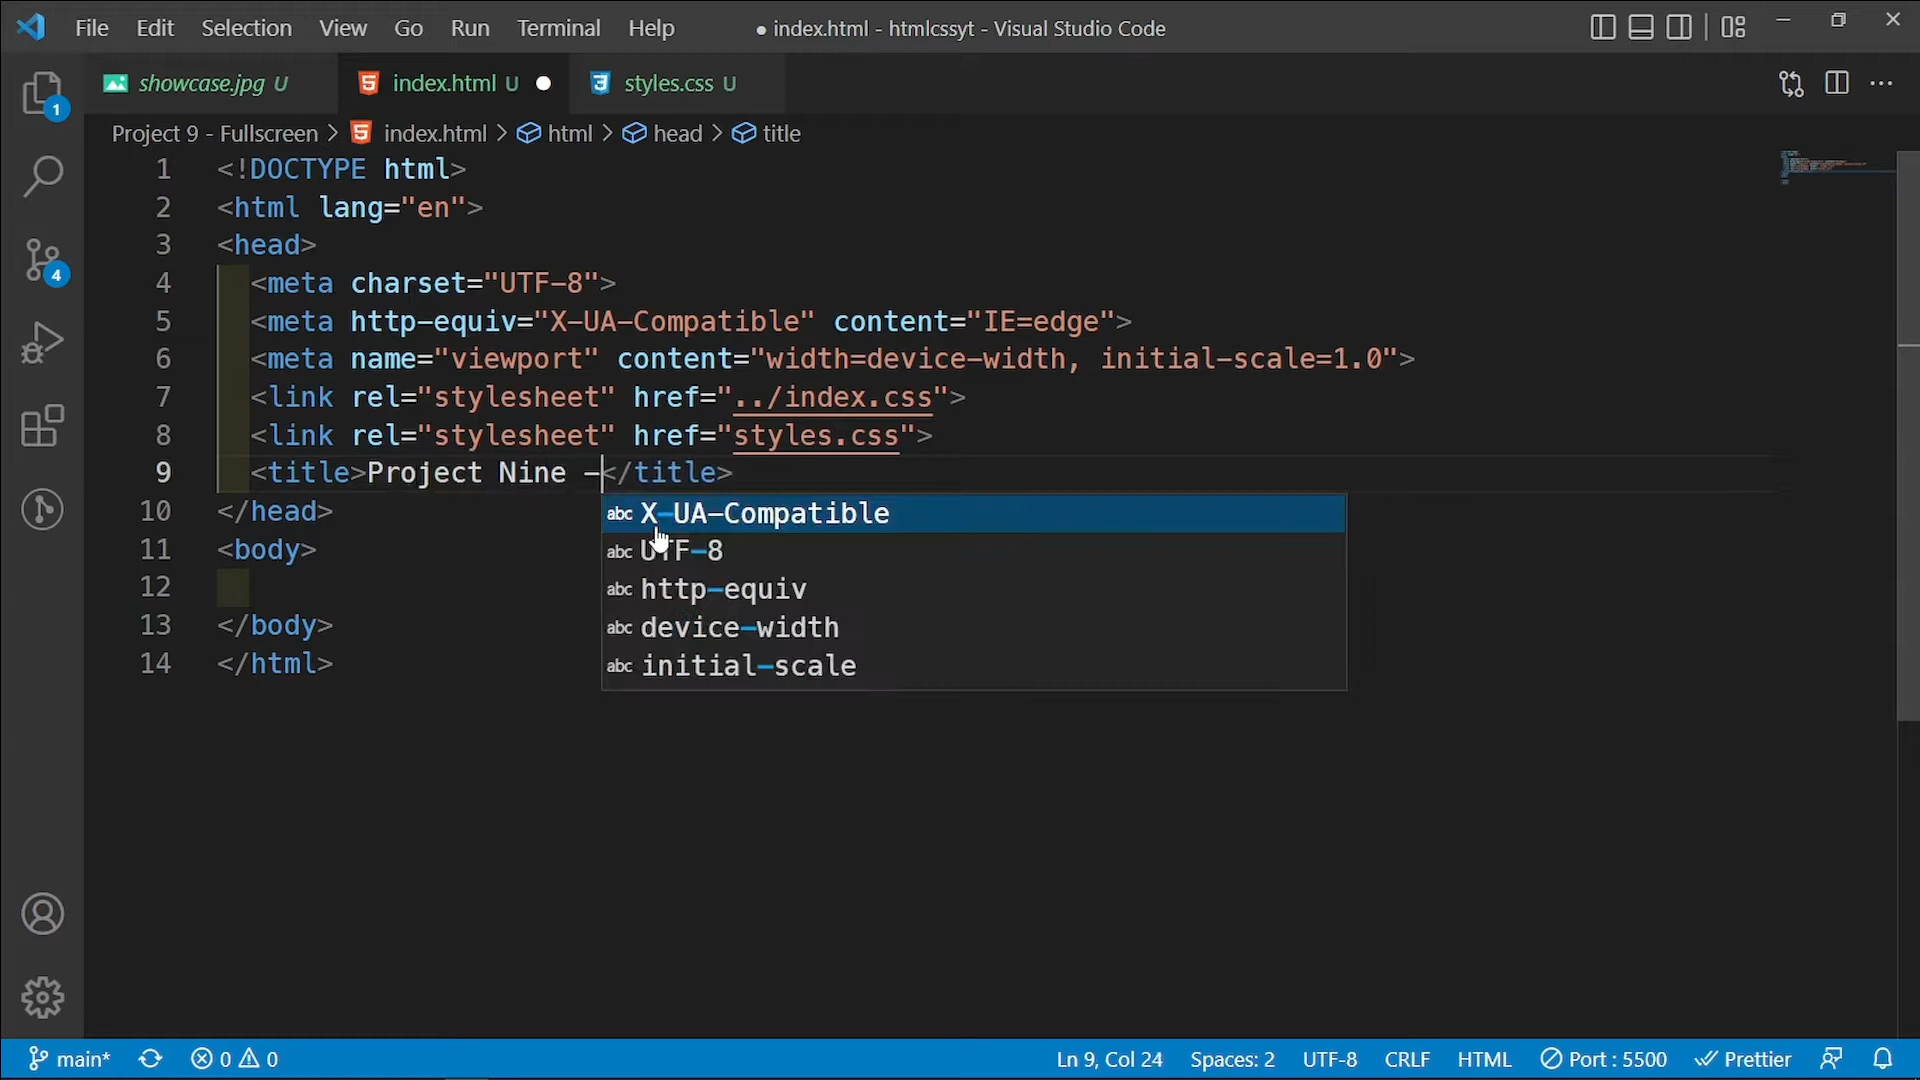 File Edit Selection View Go Run Terminal Help ● index.html - htmlcssyt - Visual Studio Code
showcase.jpg U index.html U ● styles.css U
1
Project 9 - Fullscreen > index.html > html > head > title
1 <!DOCTYPE html>
2 <html lang="en">
3 <head>
4 <meta charset="UTF-8">
4
5 <meta http-equiv="X-UA-Compatible" content="IE=edge">
6 <meta name="viewport" content="width=device-width, initial-scale=1.0">
7 <link rel="stylesheet" href="../index.css">
8 <link rel="stylesheet" href="styles.css">
9 <title>Project Nine -</title>
10 </head>
abc X-UA-Compatible
11 <body>
abc UTF-8
12
abc http-equiv
13 </body>
abc device-width
14 </html>
abc initial-scale
main* 0 0 Ln 9, Col 24 Spaces: 2 UTF-8 CRLF HTML Port : 5500 Prettier